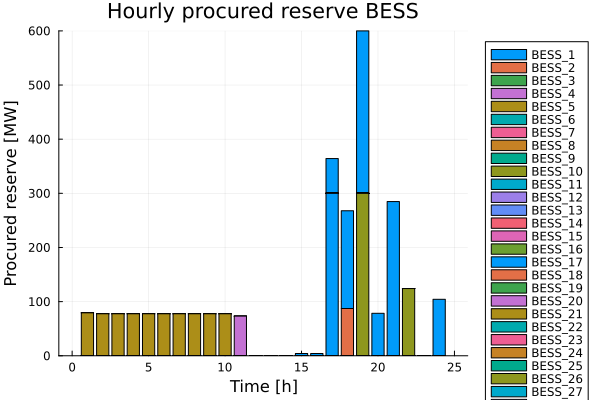 Hourly procured reserve BESS
Procured reserve [MW]
600
500
400
300
200
100
0
0
5
10
15
20
25
Time [h]
BESS_1
BESS_2
BESS_3
BESS_4
BESS_5
BESS_6
BESS_7
BESS_8
BESS_9
BESS_10
BESS_11
BESS_12
BESS_13
BESS_14
BESS_15
BESS_16
BESS_17
BESS_18
BESS_19
BESS_20
BESS_21
BESS_22
BESS_23
BESS_24
BESS_25
BESS_26
BESS_27